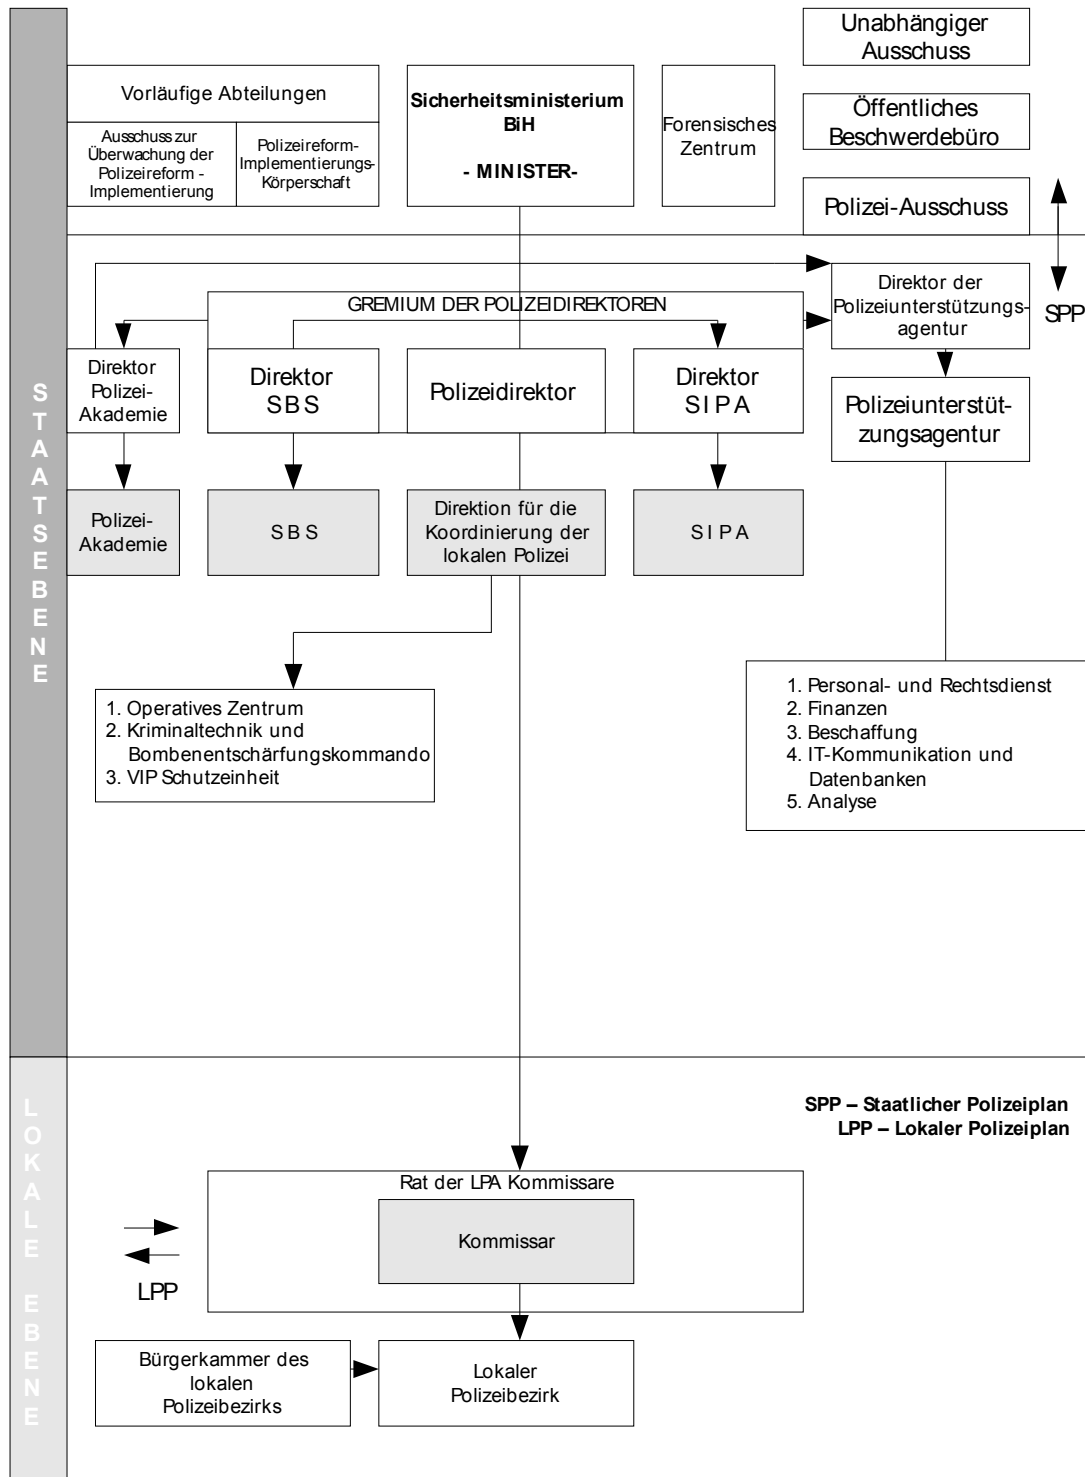 Unabhängiger
Ausschuss
Vorläufige Abteilungen
Ausschuss zur
Überwachung der
Polizeireform -
Implementierung
Polizeireform-
Implementierungs-
Körperschaft
Sicherheitsministerium
BiH
- MINISTER-
Forensisches
Zentrum
Öffentliches
Beschwerdebüro
Polizei-Ausschuss
SPP
GREMIUM DER POLIZEIDIREKTOREN
Direktor der
Polizeiunterstützungs-
agentur
Direktor
Polizei-
Akademie
Direktor
SBS
Polizeidirektor
Direktor
SIPA
Polizeiunterstüt-
zungsagentur
Polizei-
Akademie
SBS
Direktion für die
Koordinierung der
lokalen Polizei
SIPA
STAATSEBENE
1. Operatives Zentrum
2. Kriminaltechnik und
Bombenentschärfungskommando
3. VIP Schutzeinheit
1. Personal- und Rechtsdienst
2. Finanzen
3. Beschaffung
4. IT-Kommunikation und
Datenbanken
5. Analyse
LOKALE EBENE
SPP – Staatlicher Polizeiplan
LPP – Lokaler Polizeiplan
Rat der LPA Kommissare
Kommissar
LPP
Bürgerkammer des
lokalen
Polizeibezirks
Lokaler
Polizeibezirk